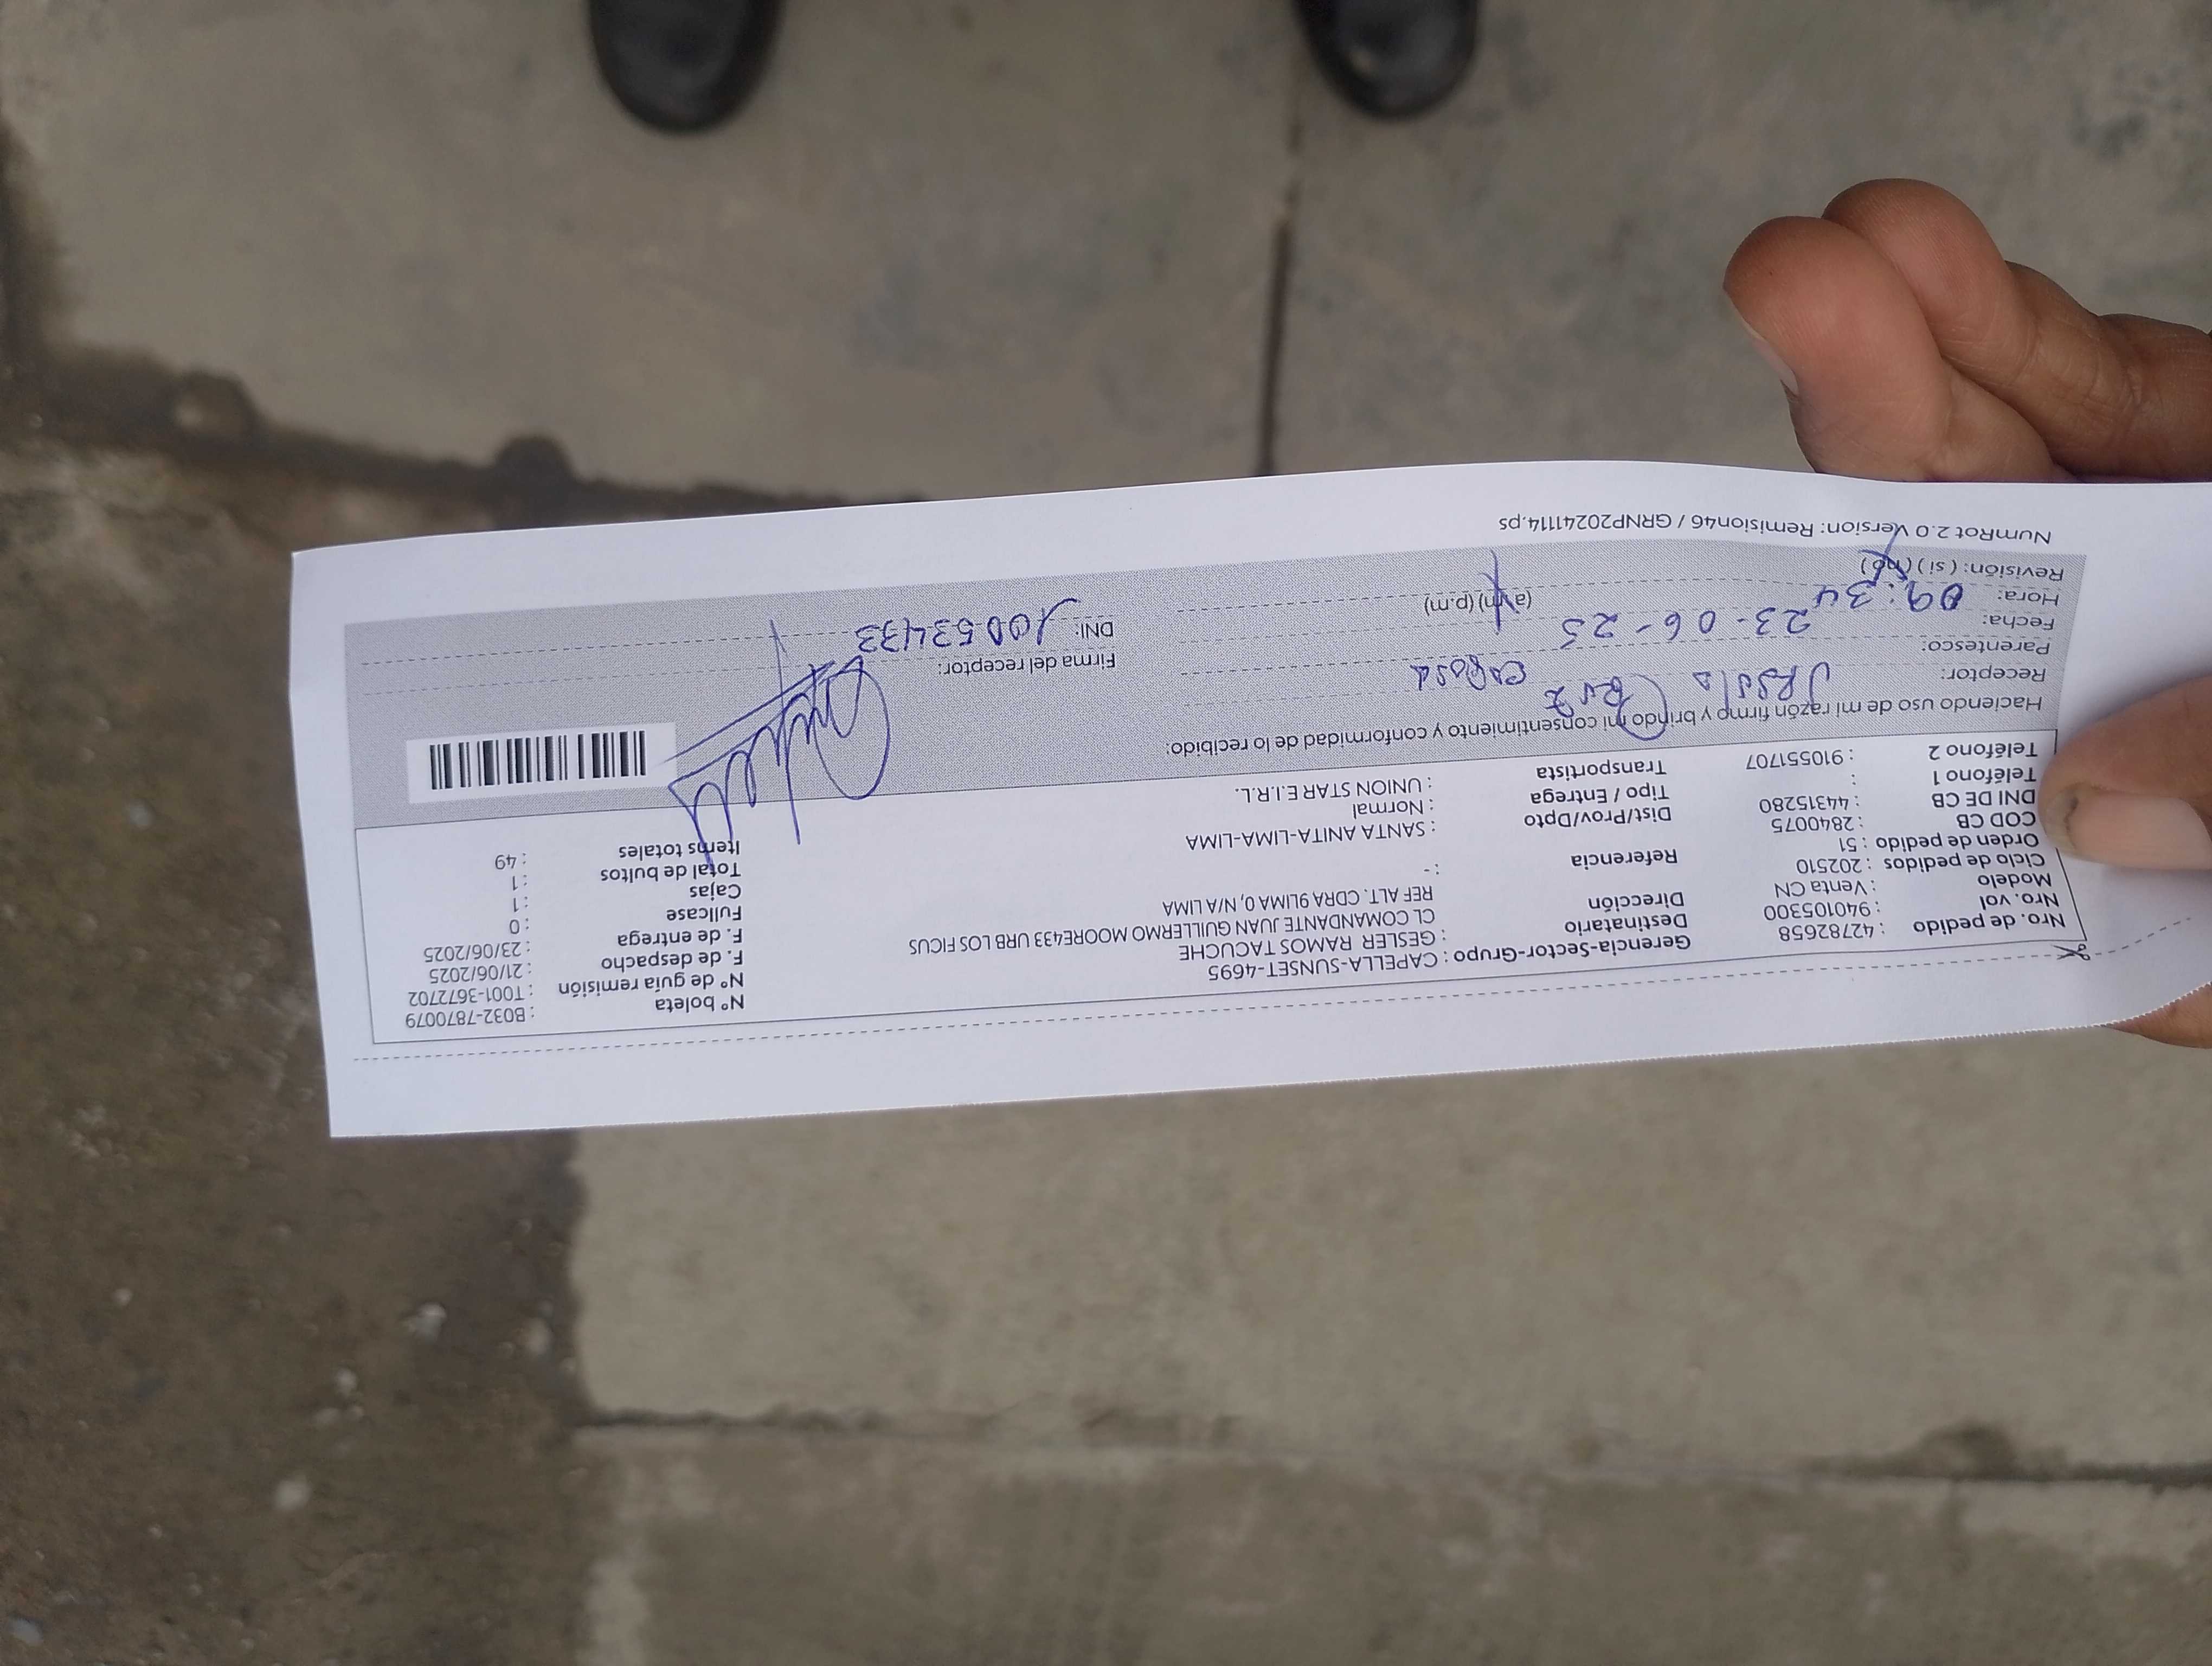 Nro. de pedido : 42782658
Nro. vol : 940105300
Modelo : Venta CN
Ciclo de pedidos : 202510
Orden de pedido : 51
COD CB : 2840075
DNI DE CB : 44315280
Teléfono 1 :
Teléfono 2 : 910551707
Gerencia-Sector-Grupo : CAPELLA-SUNSET-4695
Destinatario : GESLER RAMOS TACUCHE
Dirección CL COMANDANTE JUAN GUILLERMO MOORE433 URB LOS FICUS
REF ALT. CDRA 9LIMA 0, N/A LIMA
Referencia : -
Dist/Prov/Dpto : SANTA ANITA-LIMA-LIMA
Tipo / Entrega : Normal
Transportista : UNION STAR E.I.R.L.
N° boleta : B032-7870079
N° de guía remisión : T001-3672702
F. de despacho : 21/06/2025
F. de entrega : 23/06/2025
Fullcase : 0
Cajas : 1
Total de bultos : 1
Items totales : 49
Haciendo uso de mi razón firmo y brindo mi consentimiento y conformidad de lo recibido:
Receptor: Ruz esposa
Parentesco:
Fecha: 23-06-25
Hora: 09:34 (a.m) (p.m)
Revisión: (si) (no)
Firma del receptor:
DNI: 100534733
NumRot 2.0 Version: Remision46 / GRNP20241114.ps